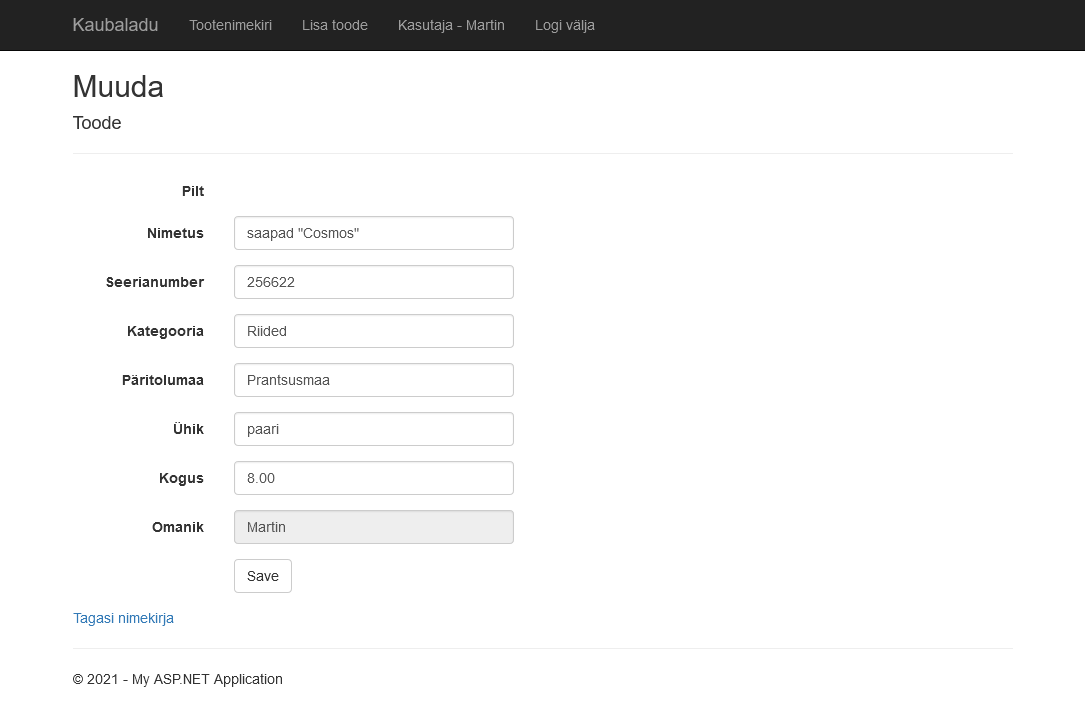 Kaubaladu Tootenimekiri Lisa toode Kasutaja - Martin Logi välja
Muuda
Toode
Pilt
Nimetus saapad "Cosmos"
Seerianumber 256622
Kategooria Riided
Päritolumaa Prantsusmaa
Ühik paari
Kogus 8.00
Omanik Martin
Save
Tagasi nimekirja
© 2021 - My ASP.NET Application